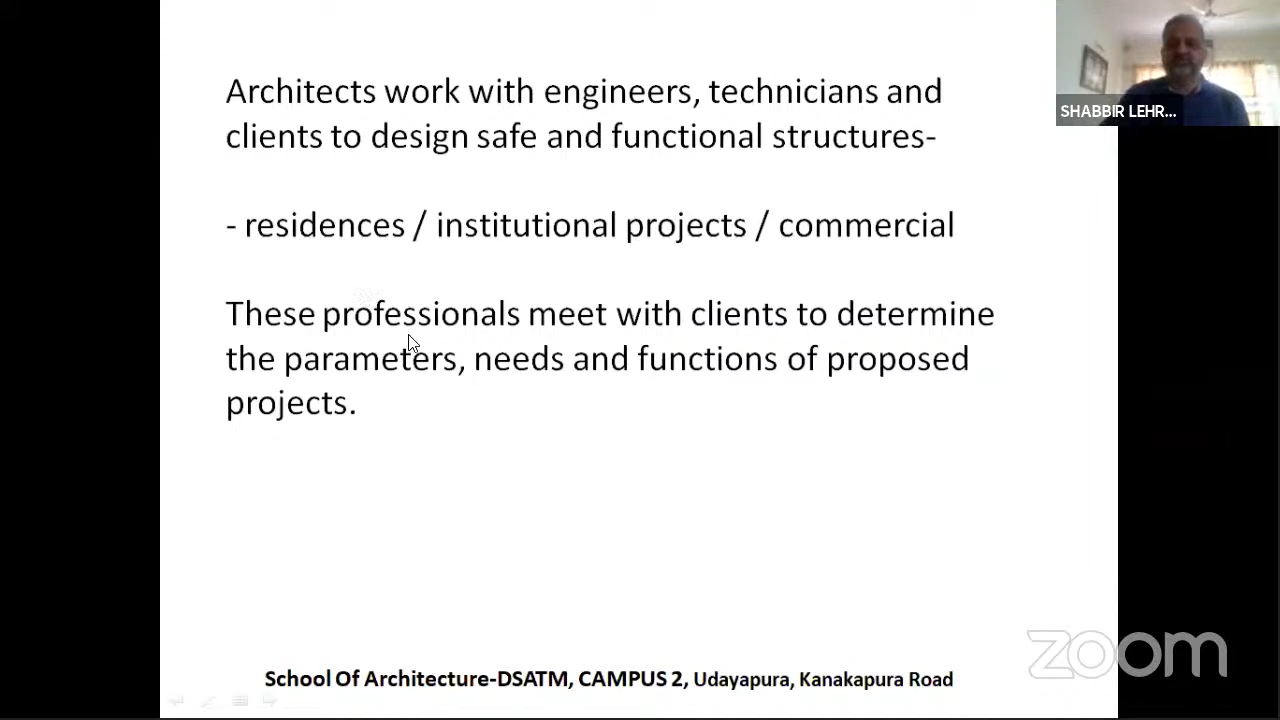 Architects work with engineers, technicians and
clients to design safe and functional structures-
- residences / institutional projects / commercial
These professionals meet with clients to determine
the parameters, needs and functions of proposed
projects.
School Of Architecture-DSATM, CAMPUS 2, Udayapura, Kanakapura Road
SHABBIR LEHR...
zoom